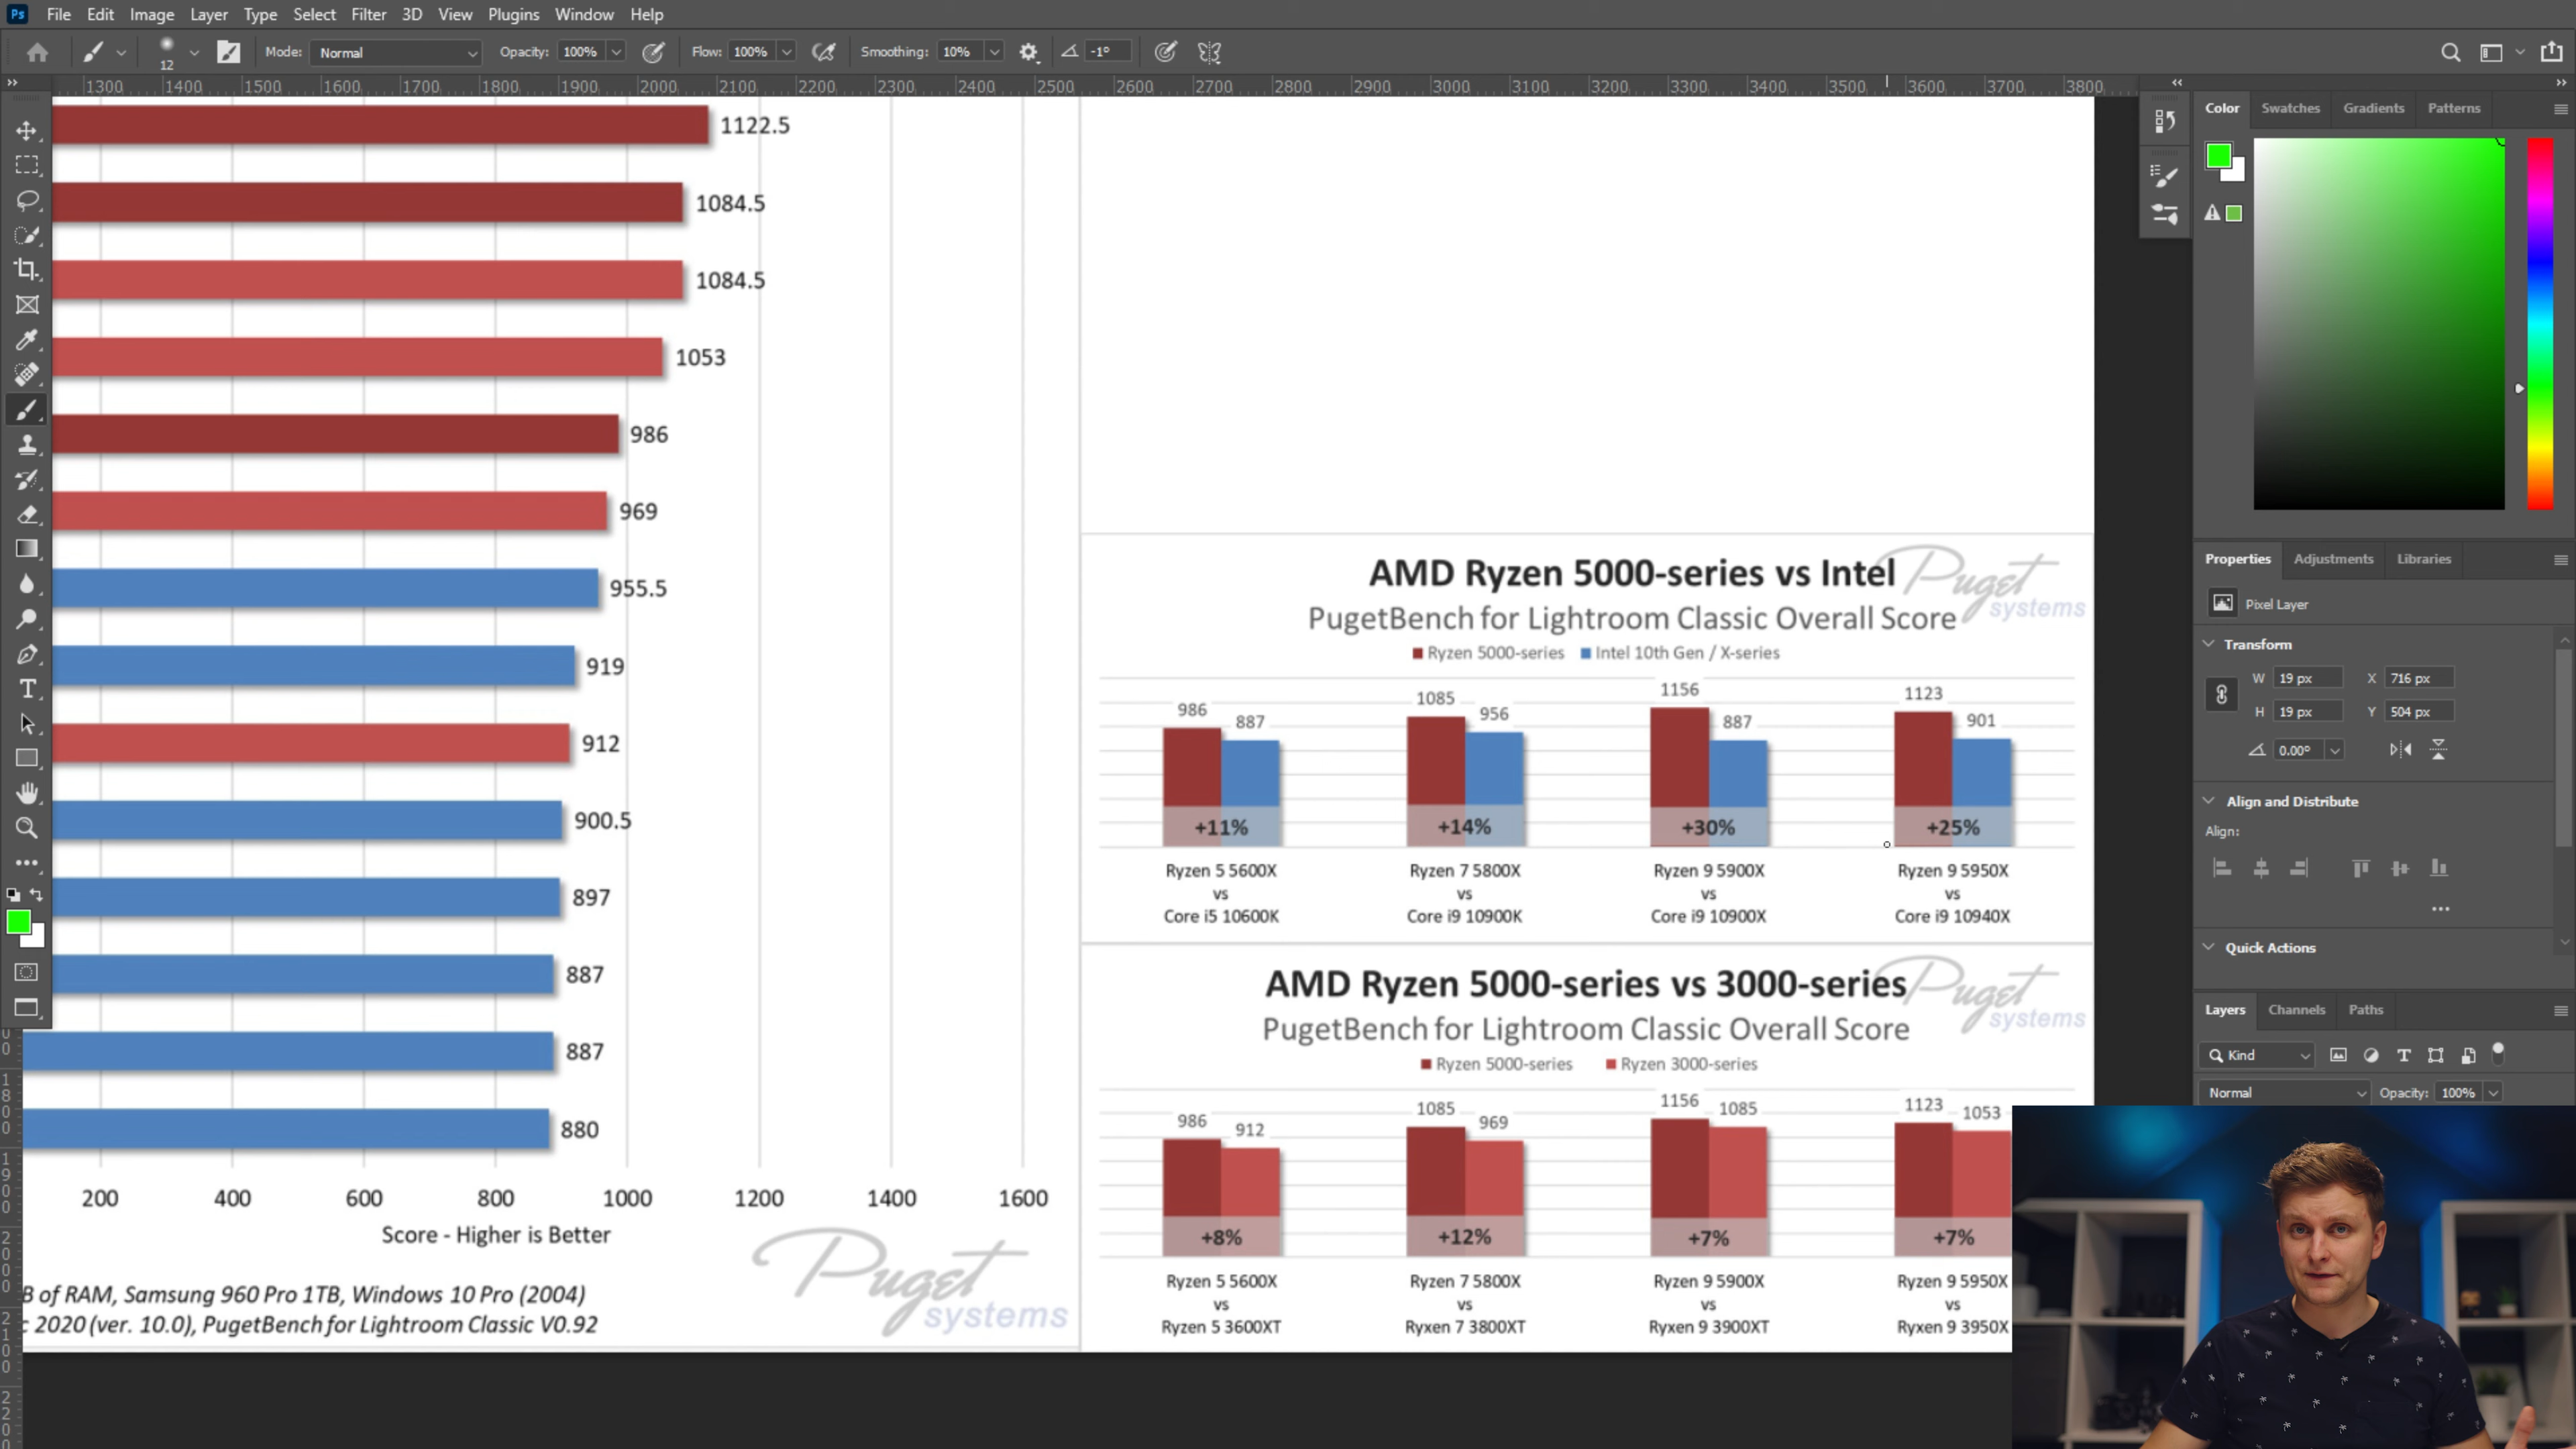 Ps File Edit Image Layer Type Select Filter 3D View Plugins Window Help
12 Mode: Normal Opacity: 100% Flow: 100% Smoothing: 10% -1°
1300 1400 1500 1600 1700 1800 1900 2000 2100 2200 2300 2400 2500 2600 2700 2800 2900 3000 3100 3200 3300 3400 3500 3600 3700 3800
1122.5
1084.5
1084.5
1053
986
969
955.5
919
912
900.5
897
887
887
880
200 400 600 800 1000 1200 1400 1600
Score - Higher is Better
B of RAM, Samsung 960 Pro 1TB, Windows 10 Pro (2004)
c 2020 (ver. 10.0), PugetBench for Lightroom Classic V0.92
Puget
systems
AMD Ryzen 5000-series vs Intel
Puget
systems
PugetBench for Lightroom Classic Overall Score
Ryzen 5000-series Intel 10th Gen / X-series
986 887 1085 956 1156 887 1123 901
+11% +14% +30% +25%
Ryzen 5 5600X Ryzen 7 5800X Ryzen 9 5900X Ryzen 9 5950X
vs vs vs vs
Core i5 10600K Core i9 10900K Core i9 10900X Core i9 10940X
AMD Ryzen 5000-series vs 3000-series
Puget
systems
PugetBench for Lightroom Classic Overall Score
Ryzen 5000-series Ryzen 3000-series
986 912 1085 969 1156 1085 1123 1053
+8% +12% +7% +7%
Ryzen 5 5600X Ryzen 7 5800X Ryzen 9 5900X Ryzen 9 5950X
vs vs vs vs
Ryzen 5 3600XT Ryxen 7 3800XT Ryxen 9 3900XT Ryxen 9 3950X
Color Swatches Gradients Patterns
Properties Adjustments Libraries
Pixel Layer
Transform
W 19 px X 716 px
H 19 px Y 504 px
0.00°
Align and Distribute
Align:
Quick Actions
Layers Channels Paths
Kind
Normal Opacity: 100%